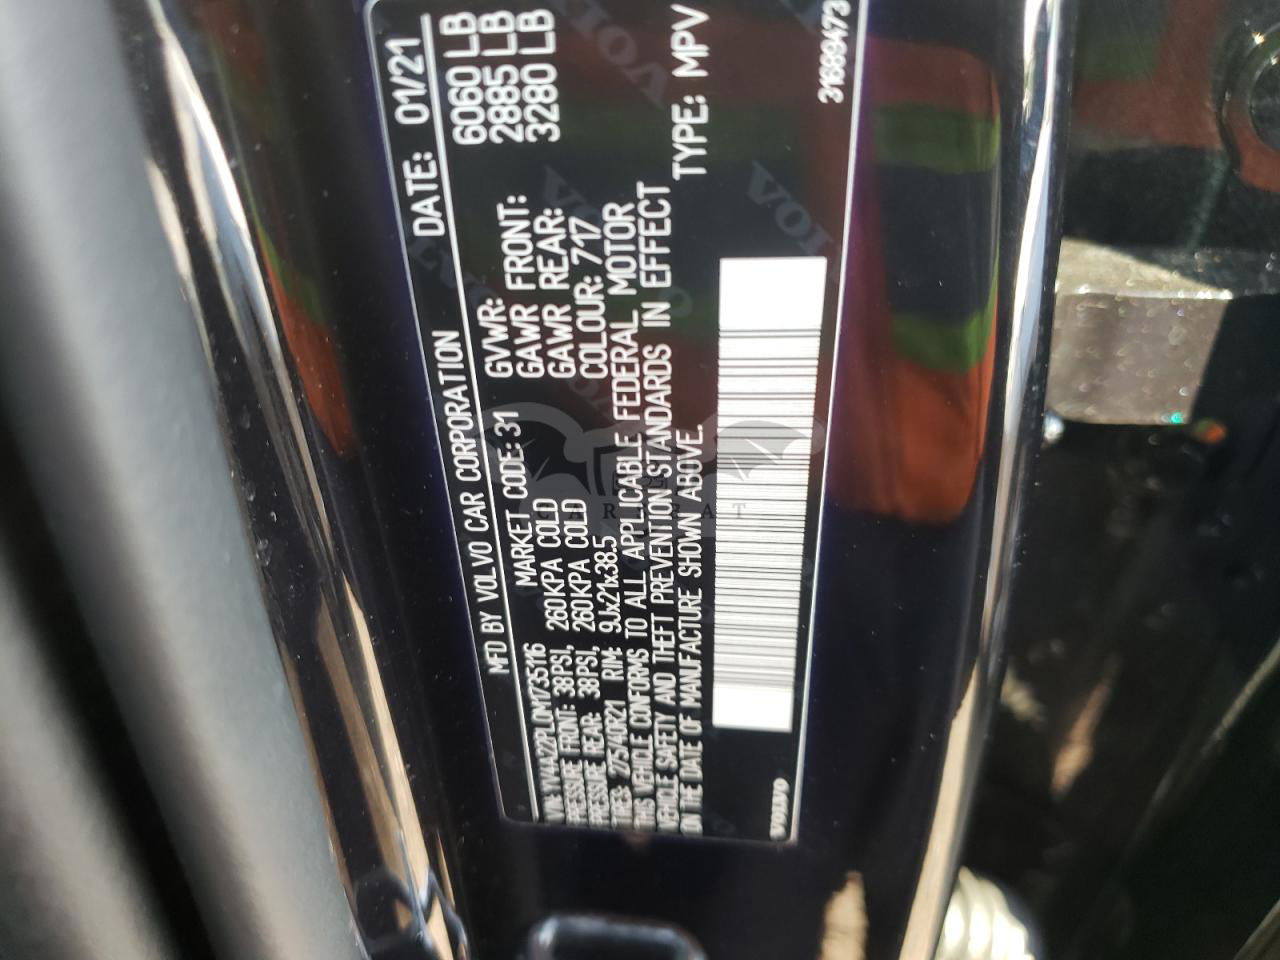 MFD BY VOLVO CAR CORPORATION DATE: 01/21
MARKET CODE: 31 GVWR: 6060 LB
VIN: YV4A22PL0M1735116 GAWR FRONT: 2885 LB
PRESSURE FRONT: 38PSI, 260KPA COLD GAWR REAR: 3280 LB
PRESSURE REAR: 38PSI, 260KPA COLD COLOUR: 717
TIRES: 275/40R21 RIM: 9Jx21x38.5
THIS VEHICLE CONFORMS TO ALL APPLICABLE FEDERAL MOTOR
VEHICLE SAFETY AND THEFT PREVENTION STANDARDS IN EFFECT
ON THE DATE OF MANUFACTURE SHOWN ABOVE. TYPE: MPV
VOLVO 31689473